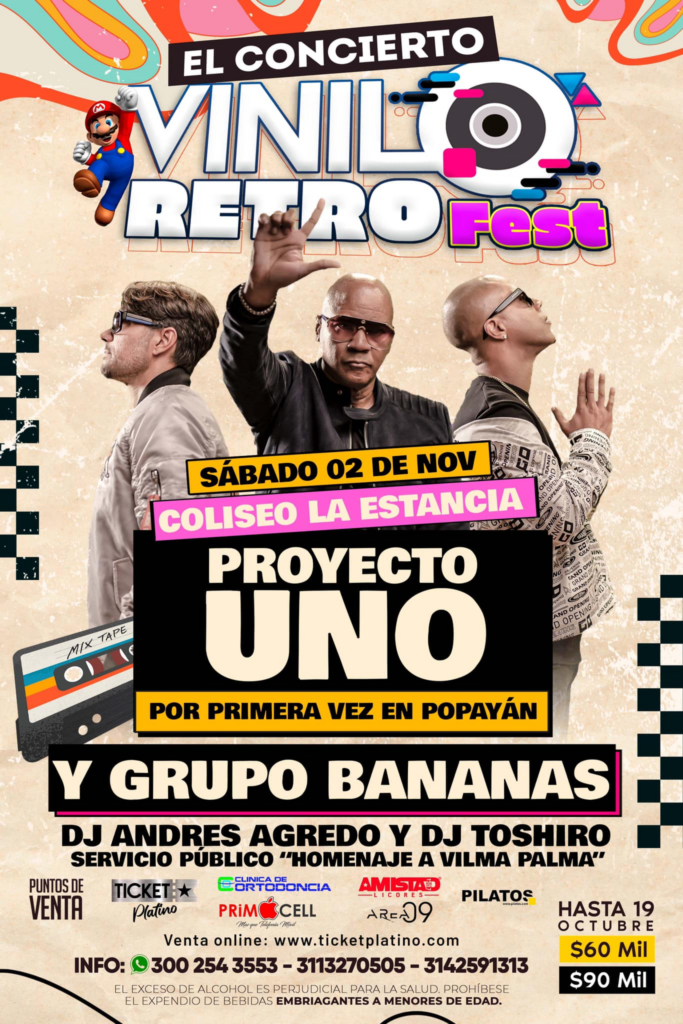 EL CONCIERTO
VINILO
RETRO Fest
SÁBADO 02 DE NOV
COLISEO LA ESTANCIA
PROYECTO
UNO
POR PRIMERA VEZ EN POPAYÁN
MIX TAPE
Y GRUPO BANANAS
DJ ANDRES AGREDO Y DJ TOSHIRO
SERVICIO PÚBLICO “HOMENAJE A VILMA PALMA”
PUNTOS DE VENTA
TICKET Platino
CLINICA DE ORTODONCIA
AMISTAD LICORES
PILATOS
PRiMCELL
AREA 09
Venta online: www.ticketplatino.com
INFO: 300 254 3553 - 3113270505 - 3142591313
HASTA 19
OCTUBRE
$60 Mil
$90 Mil
EL EXCESO DE ALCOHOL ES PERJUDICIAL PARA LA SALUD. PROHÍBESE
EL EXPENDIO DE BEBIDAS EMBRIAGANTES A MENORES DE EDAD.